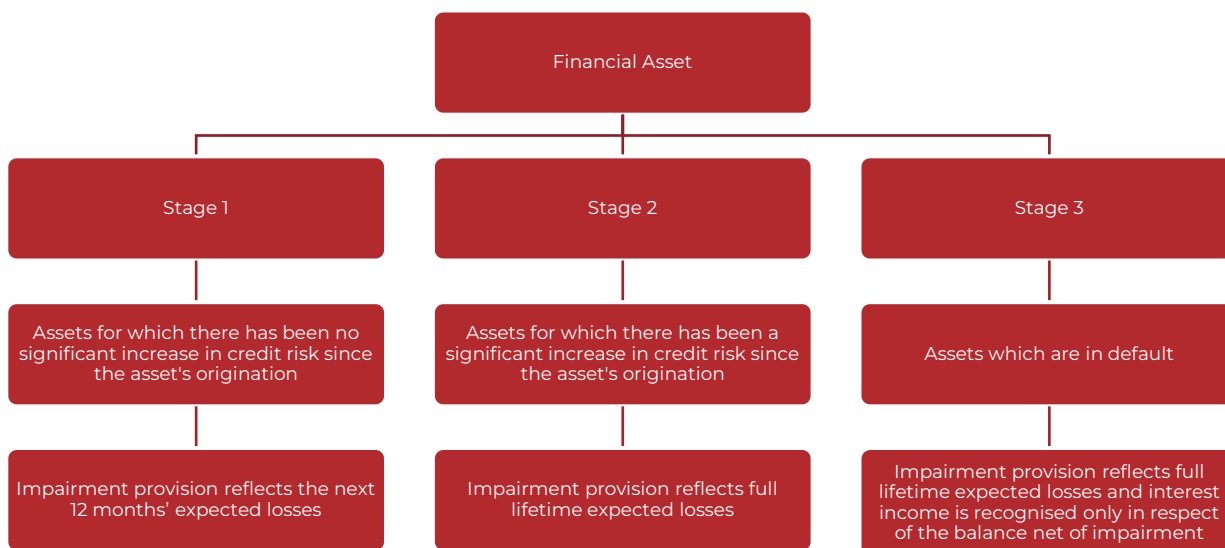 Financial Asset
Stage 1
Stage 2
Stage 3
Assets for which there has been no
significant increase in credit risk since
the asset's origination
Assets for which there has been a
significant increase in credit risk since
the asset's origination
Assets which are in default
Impairment provision reflects the next
12 months’ expected losses
Impairment provision reflects full
lifetime expected losses
Impairment provision reflects full
lifetime expected losses and interest
income is recognised only in respect
of the balance net of impairment